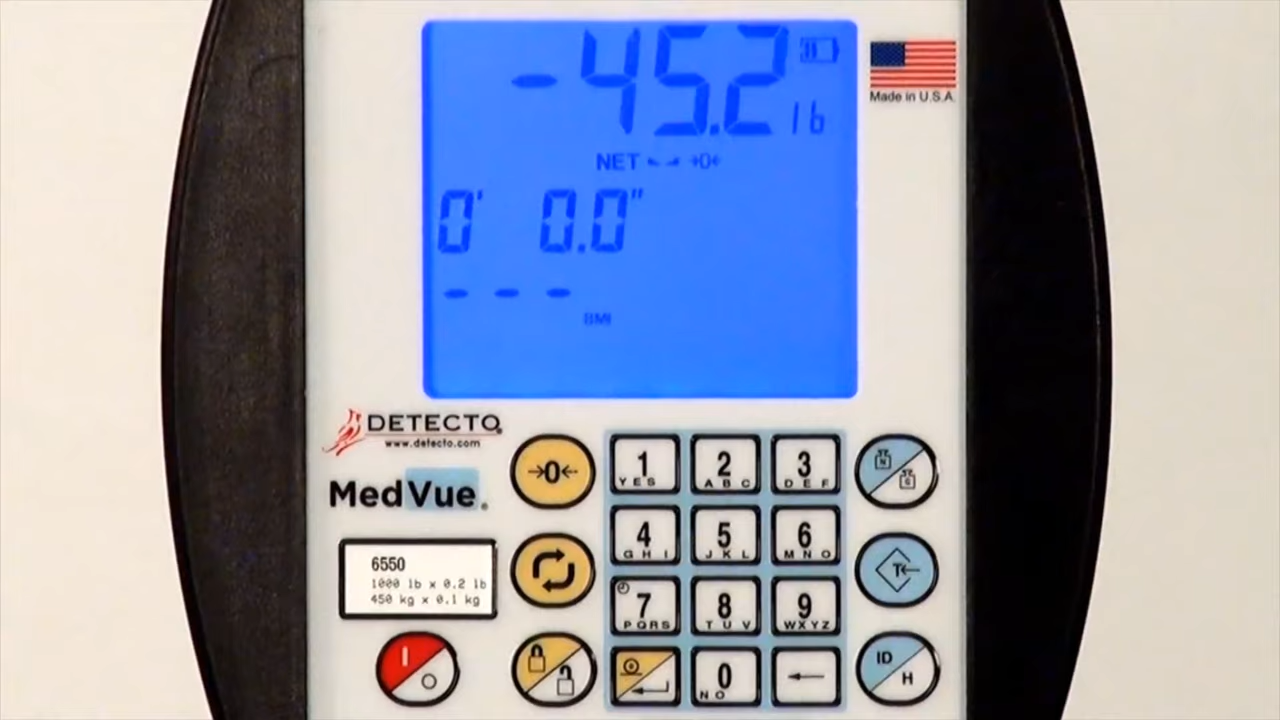 -45.2 lb
Made in U.S.A.
NET →0←
0' 0.0"
- - -
BMI
DETECTO®
www.detecto.com
MedVue®
6550
1000 lb x 0.2 lb
450 kg x 0.1 kg
→0←
1 YES
2 ABC
3 DEF
N
G
4 GHI
5 JKL
6 MNO
T←
7 PQRS
8 TUV
9 WXYZ
I O
0 NO
←
ID
H